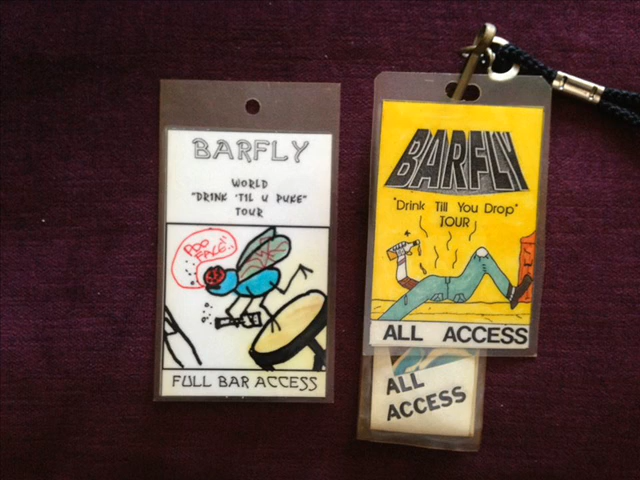 BARFLY
WORLD
"DRINK 'TIL U PUKE"
TOUR
POO
FACE..
FULL BAR ACCESS
BARFLY
"Drink Till You Drop"
TOUR
ALL ACCESS
ALL
ACCESS